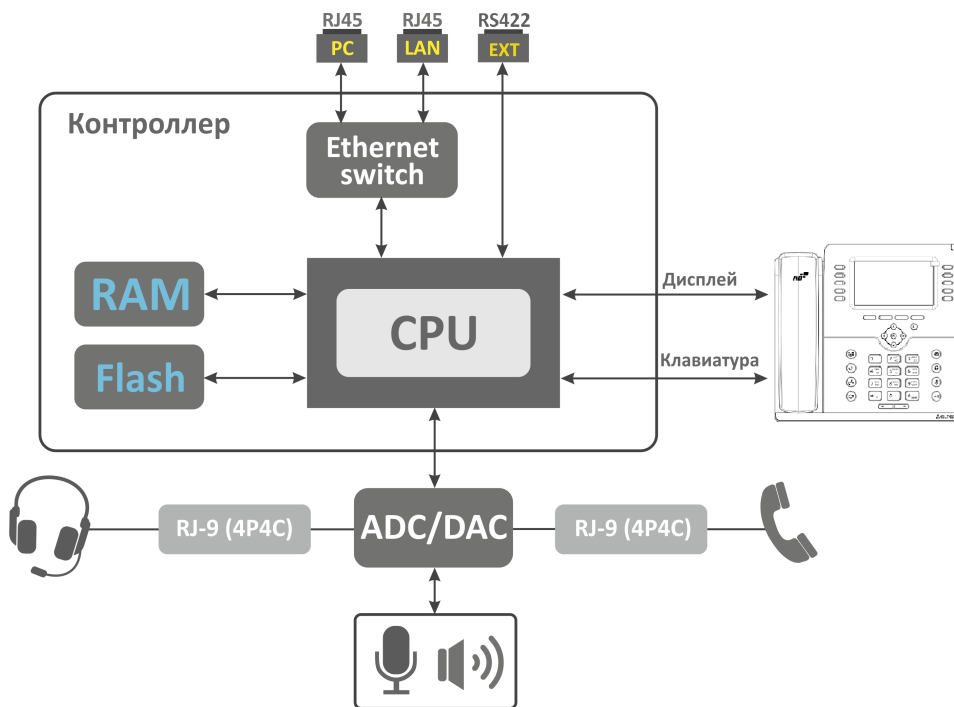 RJ45
RJ45
RS422
PC
LAN
EXT
Контроллер
Ethernet
switch
RAM
CPU
Дисплей
Flash
Клавиатура
RJ-9 (4P4C)
ADC/DAC
RJ-9 (4P4C)